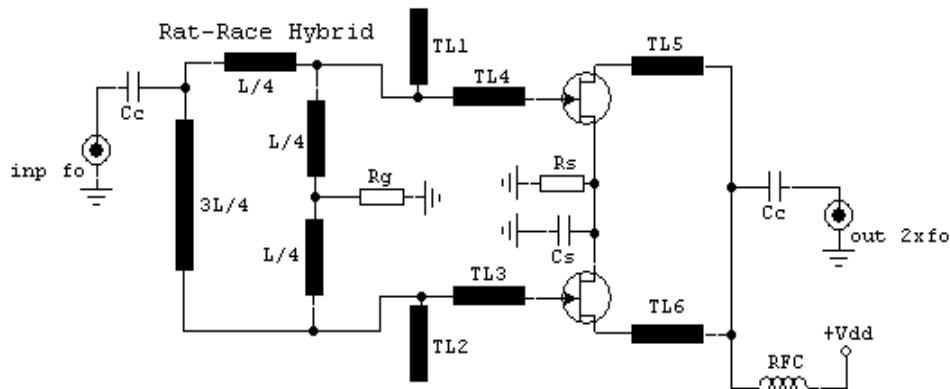 Rat-Race Hybrid
TL1
TL5
L/4
TL4
Cc
L/4
inp fo
Rg
Rs
3L/4
Cc
L/4
Cs
out 2xfo
TL3
TL6
TL2
+Vdd
RFC